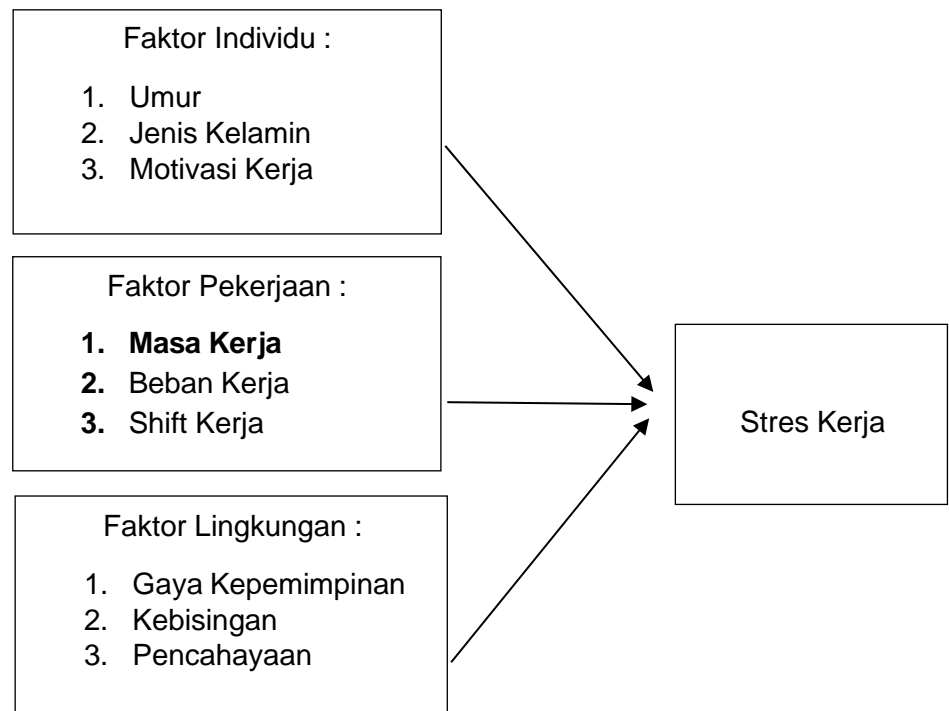 Faktor Individu :
1. Umur
2. Jenis Kelamin
3. Motivasi Kerja
Faktor Pekerjaan :
1. Masa Kerja
2. Beban Kerja
3. Shift Kerja
Stres Kerja
Faktor Lingkungan :
1. Gaya Kepemimpinan
2. Kebisingan
3. Pencahayaan